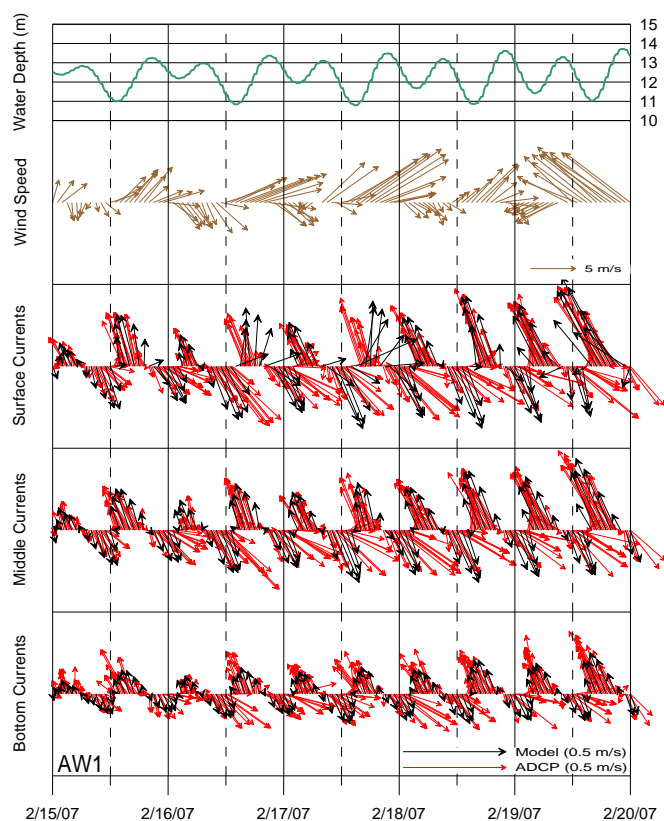 Water Depth (m)
15
14
13
12
11
10
Wind Speed
5 m/s
Surface Currents
Middle Currents
Bottom Currents
Model (0.5 m/s)
ADCP (0.5 m/s)
AW1
2/15/07 2/16/07 2/17/07 2/18/07 2/19/07 2/20/07